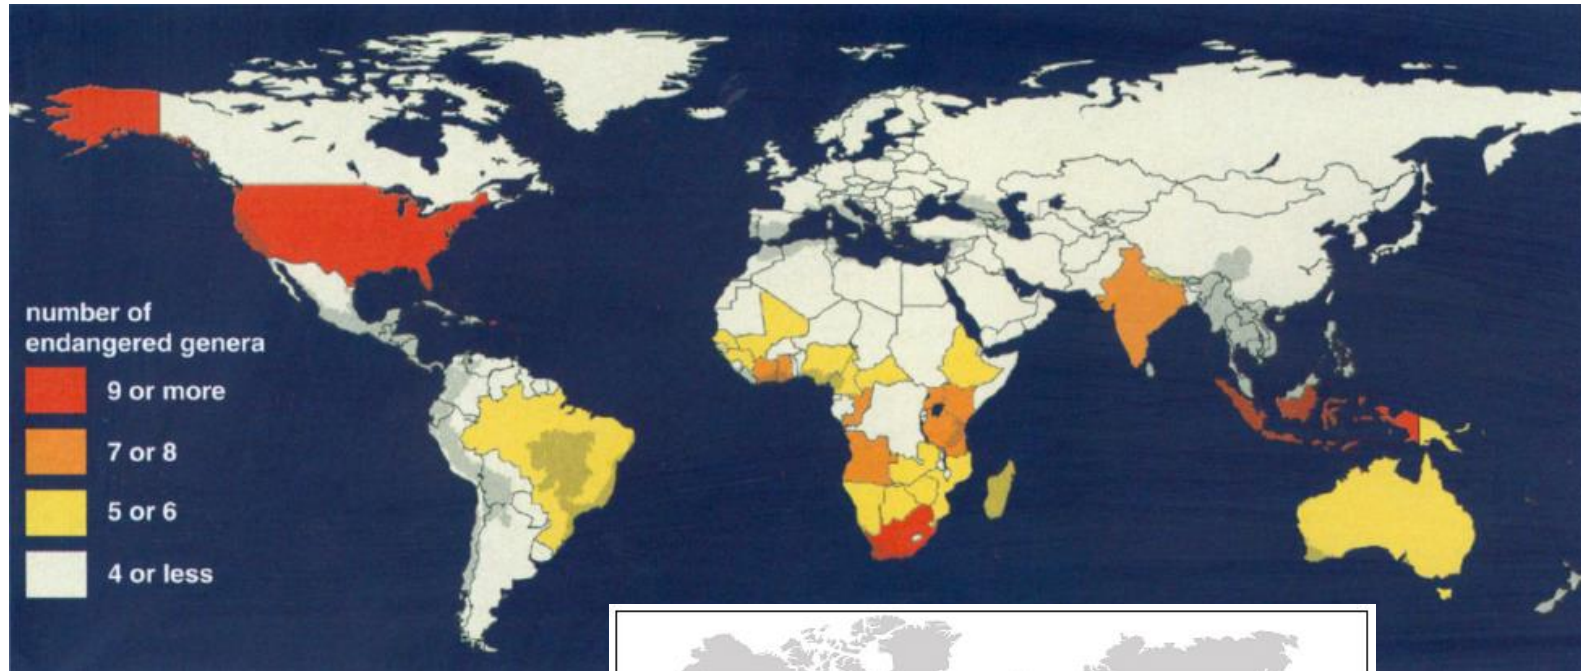 number of
endangered genera
9 or more
7 or 8
5 or 6
4 or less